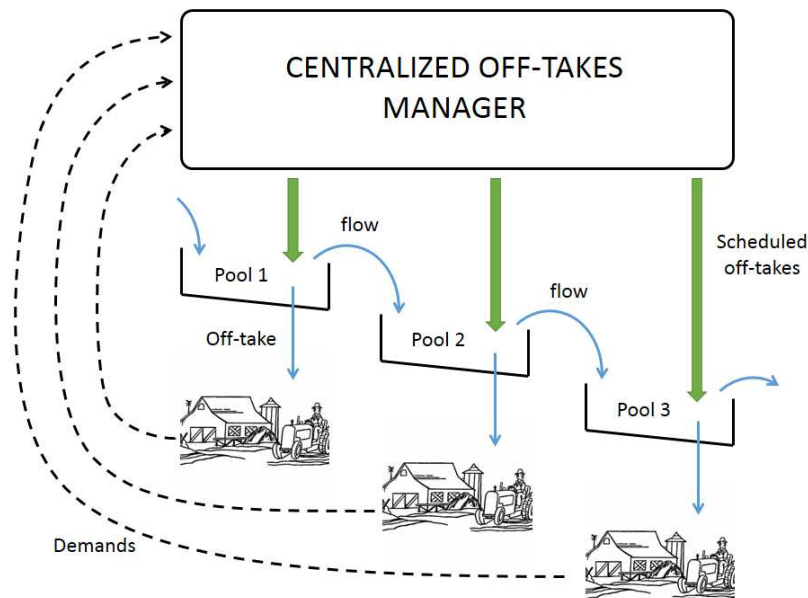 CENTRALIZED OFF-TAKES
MANAGER
flow
Scheduled
off-takes
Pool 1
flow
Off-take
Pool 2
Pool 3
Demands